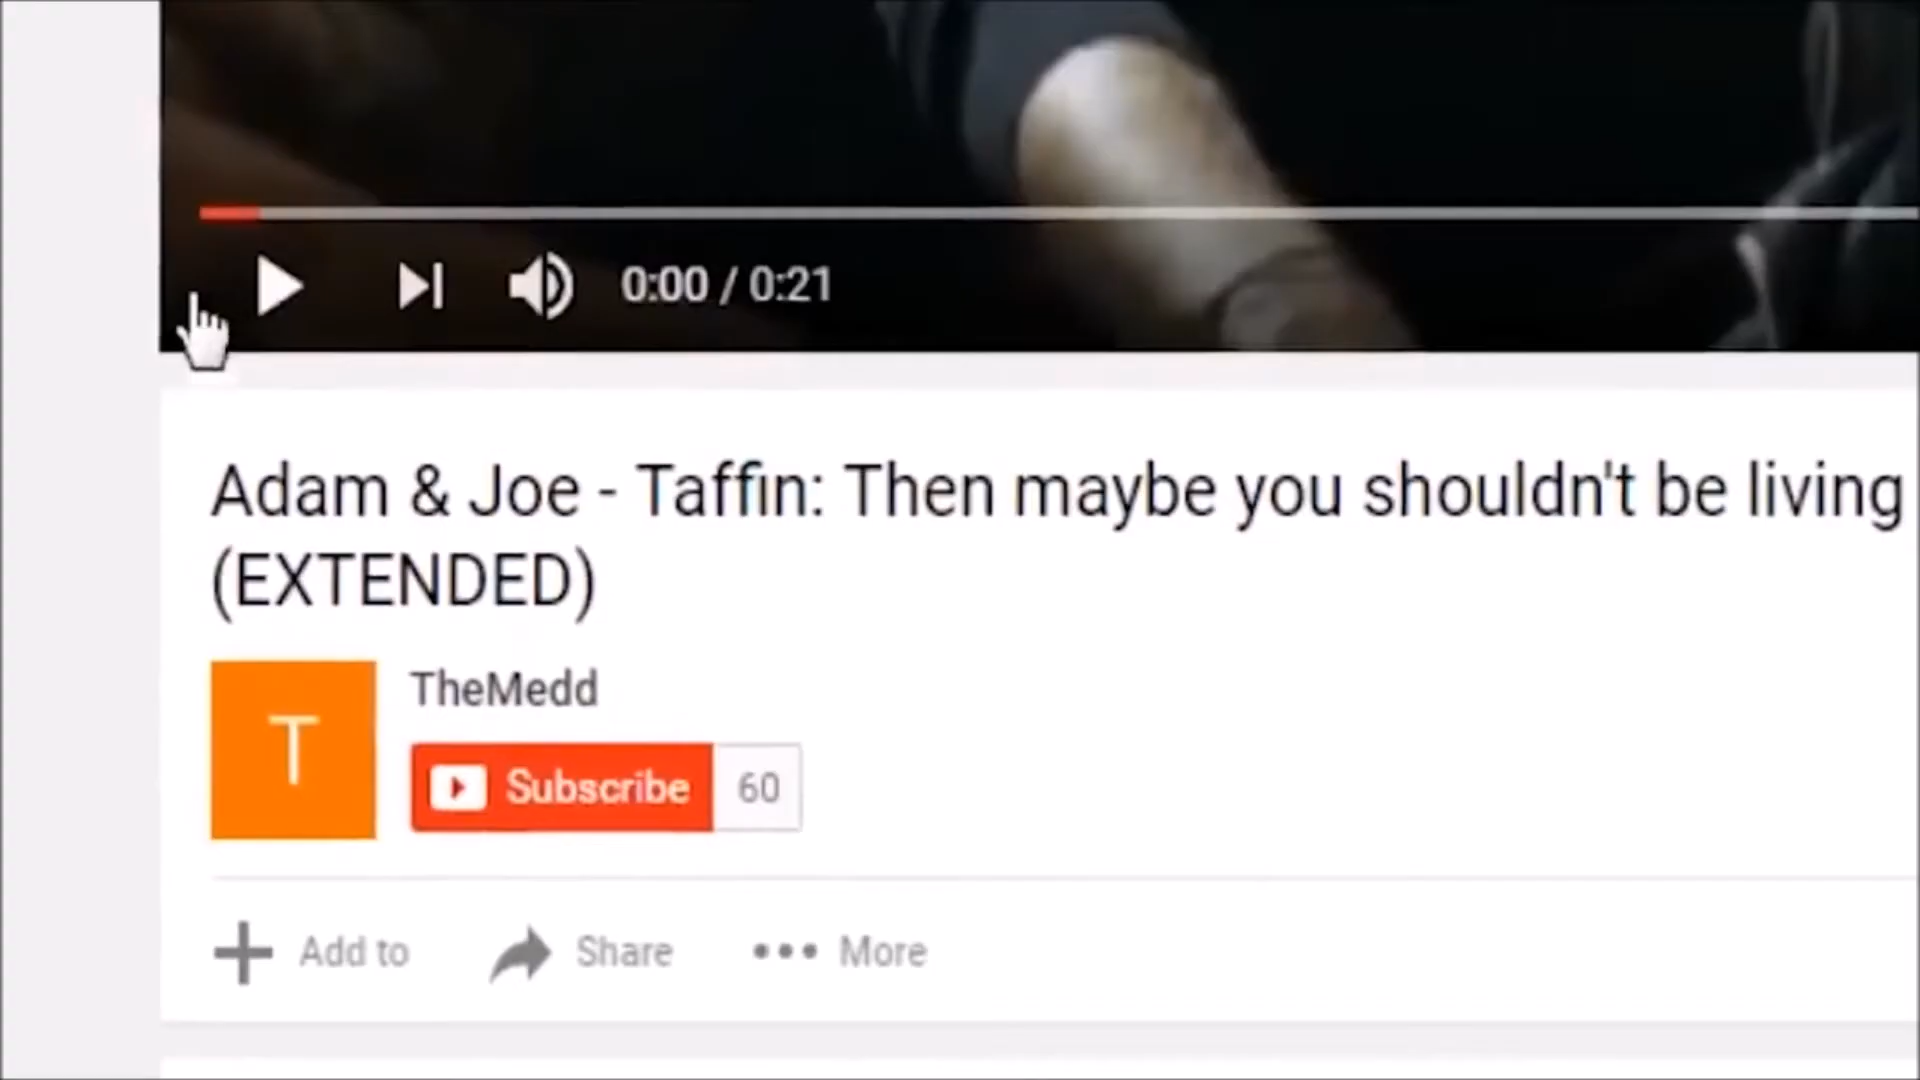 0:00 / 0:21
Adam & Joe - Taffin: Then maybe you shouldn't be living
(EXTENDED)
T
TheMedd
Subscribe 60
Add to Share ••• More